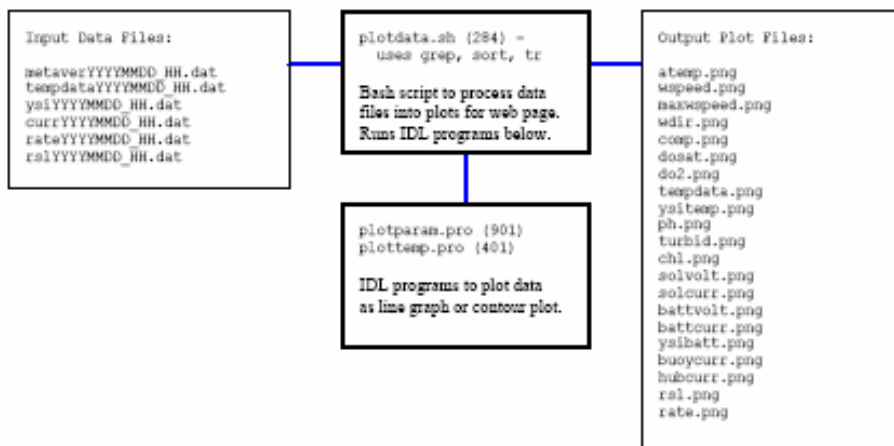 Input Data Files:
metaverYYYYMMDD_HH.dat
tempdataYYYYMMDD_HH.dat
ysiYYYYMMDD_HH.dat
currYYYYMMDD_HH.dat
rateYYYYMMDD_HH.dat
rslYYYYMMDD_HH.dat
plotdata.sh (284) –
uses grep, sort, tr
Bash script to process data
files into plots for web page.
Runs IDL programs below.
plotparam.pro (901)
plottemp.pro (401)
IDL programs to plot data
as line graph or contour plot.
Output Plot Files:
atemp.png
wspeed.png
maxwspeed.png
wdir.png
comp.png
dosat.png
do2.png
tempdata.png
ysitemp.png
ph.png
turbid.png
chl.png
solvolt.png
solcurr.png
battvolt.png
battcurr.png
ysibatt.png
buoycurr.png
hubcurr.png
rsl.png
rate.png